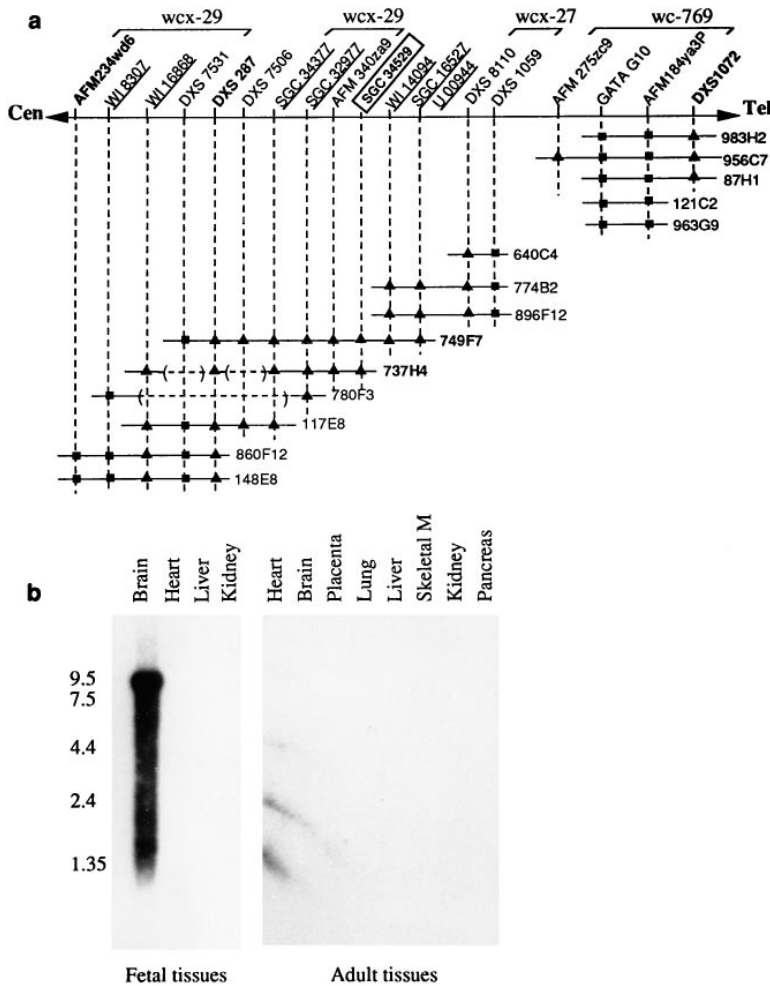 a
wcx-29
wcx-29
wcx-27
wc-769
AFM234wd6
WI 8307
WI 16868
DXS 7531
DXS 287
DXS 7506
SGC 34377
SGC 32977
AFM 340za9
SGC 34529
WI 14094
SGC 16527
U 00944
DXS 8110
DXS 1059
AFM 275zc9
GATA G10
AFM184ya3P
DXS1072
Cen
Tel
983H2
956C7
87H1
121C2
963G9
640C4
774B2
896F12
749F7
737H4
780F3
117E8
860F12
148E8
b
Brain
Heart
Liver
Kidney
Heart
Brain
Placenta
Lung
Liver
Skeletal M
Kidney
Pancreas
9.5
7.5
4.4
2.4
1.35
Fetal tissues
Adult tissues